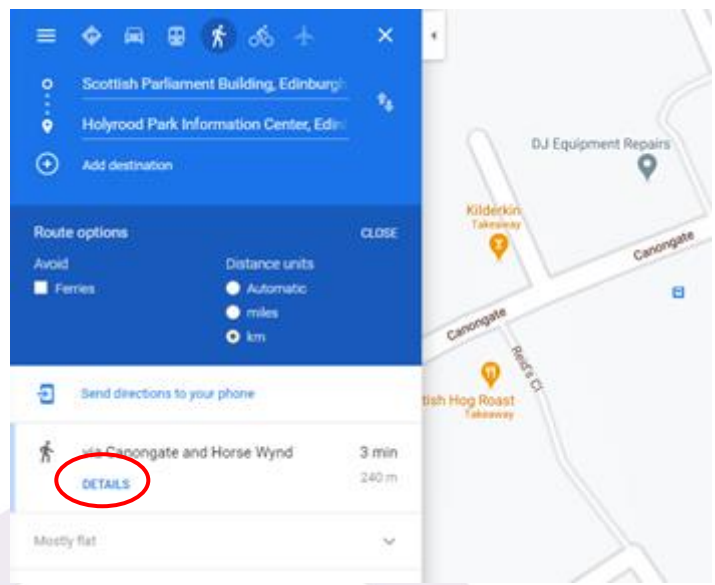 Scottish Parliament Building, Edinburgh
Holyrood Park Information Center, Edin
Add destination
Route options CLOSE
Avoid Distance units
Ferries Automatic
miles
km
Send directions to your phone
via Canongate and Horse Wynd 3 min
DETAILS 240 m
Mostly flat
DJ Equipment Repairs
Kilderkin
Takeaway
Canongate
Canongate
Reid's Cl
tish Hog Roast
Takeaway